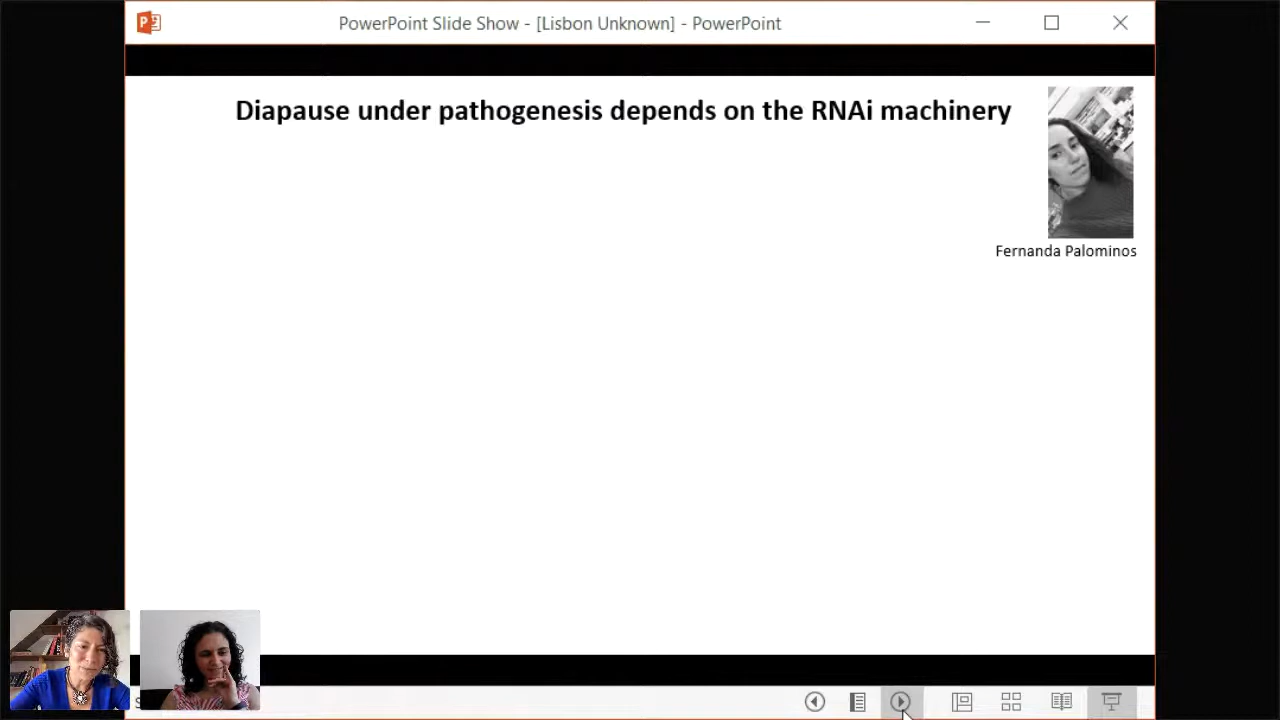 PowerPoint Slide Show - [Lisbon Unknown] - PowerPoint
Diapause under pathogenesis depends on the RNAi machinery
Fernanda Palominos